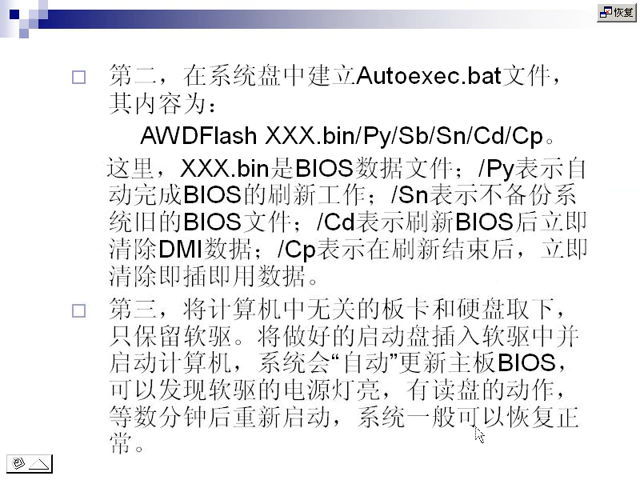 恢复
第二，在系统盘中建立Autoexec.bat文件，
其内容为：
AWDFlash XXX.bin/Py/Sb/Sn/Cd/Cp。
这里，XXX.bin是BIOS数据文件；/Py表示自
动完成BIOS的刷新工作；/Sn表示不备份系
统旧的BIOS文件；/Cd表示刷新BIOS后立即
清除DMI数据；/Cp表示在刷新结束后，立即
清除即插即用数据。
第三，将计算机中无关的板卡和硬盘取下，
只保留软驱。将做好的启动盘插入软驱中并
启动计算机，系统会“自动”更新主板BIOS，
可以发现软驱的电源灯亮，有读盘的动作，
等数分钟后重新启动，系统一般可以恢复正
常。